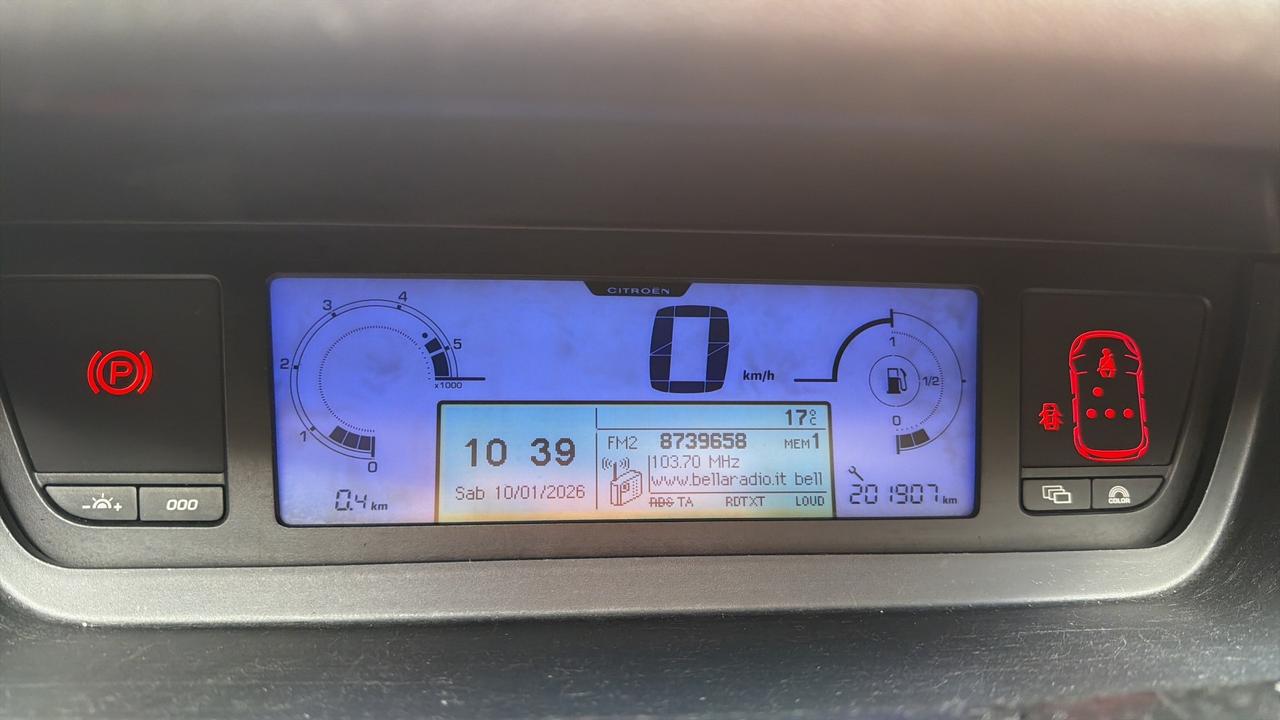 CITROËN
3
4
2
5
x1000
1
0
0.4 km
0
km/h
1
1/2
0
201907 km
17°C
10 39
Sab 10/01/2026
FM2 8739658 MEM1
103.70 MHz
www.bellaradio.it bell
RDS TA RDTXT LOUD
P
- +
000
COLOR